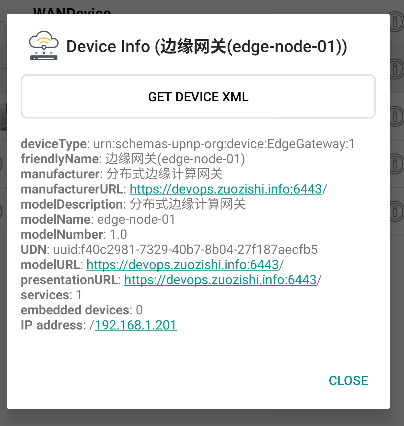 WANDevice
Device Info (边缘网关(edge-node-01))
GET DEVICE XML
deviceType: urn:schemas-upnp-org:device:EdgeGateway:1
friendlyName: 边缘网关(edge-node-01)
manufacturer: 分布式边缘计算网关
manufacturerURL: https://devops.zuozishi.info:6443/
modelDescription: 分布式边缘计算网关
modelName: edge-node-01
modelNumber: 1.0
UDN: uuid:f40c2981-7329-40b7-8b04-27f187aecfb5
modelURL: https://devops.zuozishi.info:6443/
presentationURL: https://devops.zuozishi.info:6443/
services: 1
embedded devices: 0
IP address: /192.168.1.201
CLOSE